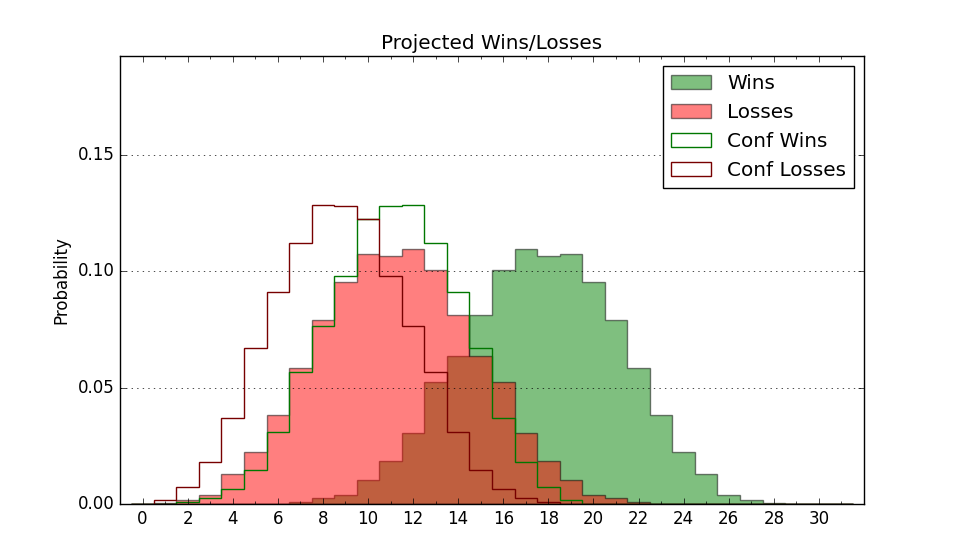 Projected Wins/Losses
Wins
Losses
Conf Wins
Conf Losses
0.15
0.10
0.05
0.00
Probability
0 2 4 6 8 10 12 14 16 18 20 22 24 26 28 30